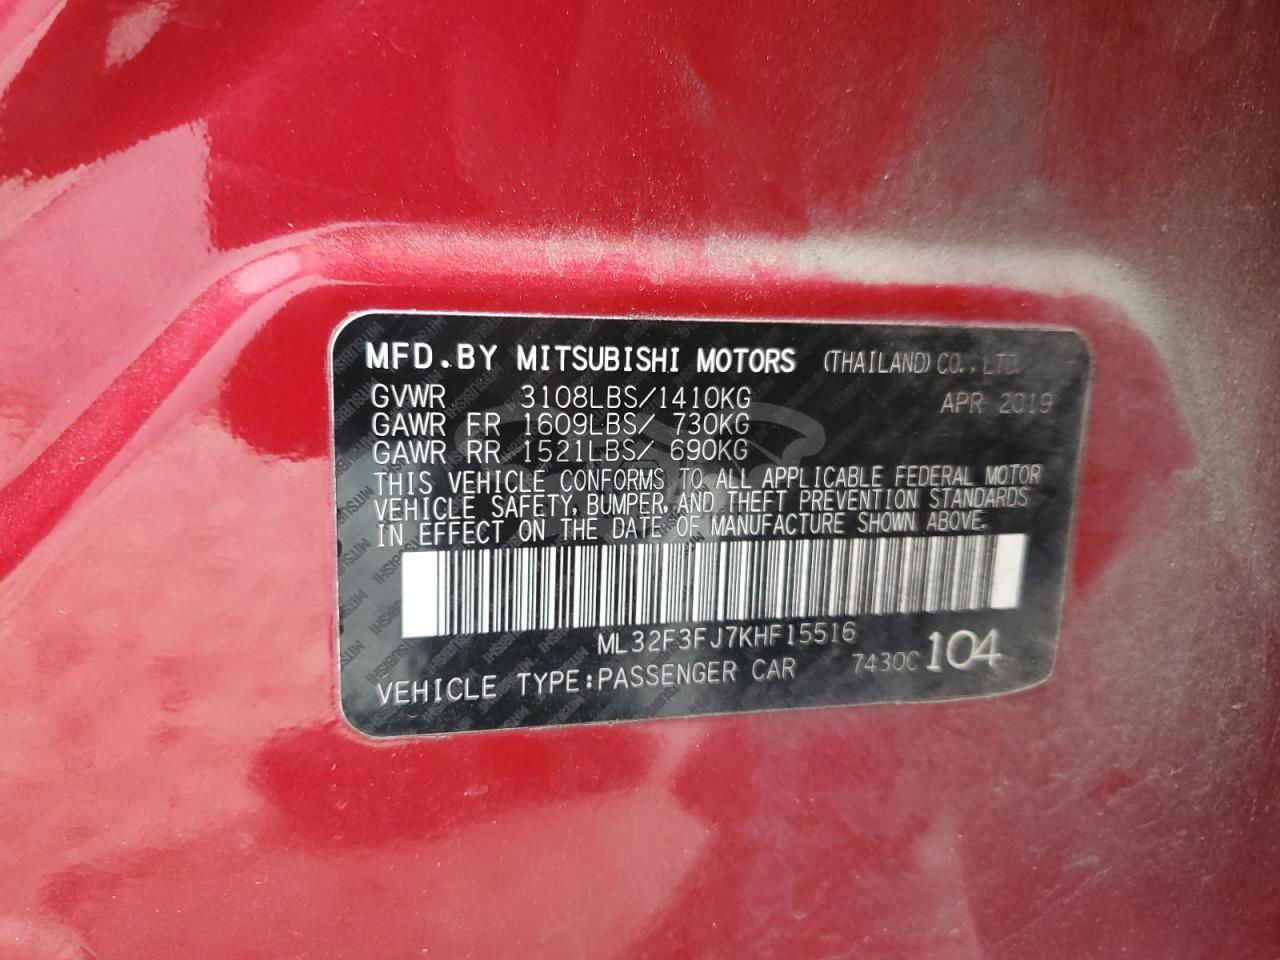 MFD.BY MITSUBISHI MOTORS (THAILAND) CO.,LTD.
GVWR 3108LBS/1410KG APR 2019
GAWR FR 1609LBS/ 730KG
GAWR RR 1521LBS/ 690KG
THIS VEHICLE CONFORMS TO ALL APPLICABLE FEDERAL MOTOR
VEHICLE SAFETY, BUMPER, AND THEFT PREVENTION STANDARDS
IN EFFECT ON THE DATE OF MANUFACTURE SHOWN ABOVE.
ML32F3FJ7KHF15516
VEHICLE TYPE:PASSENGER CAR 7430C 104